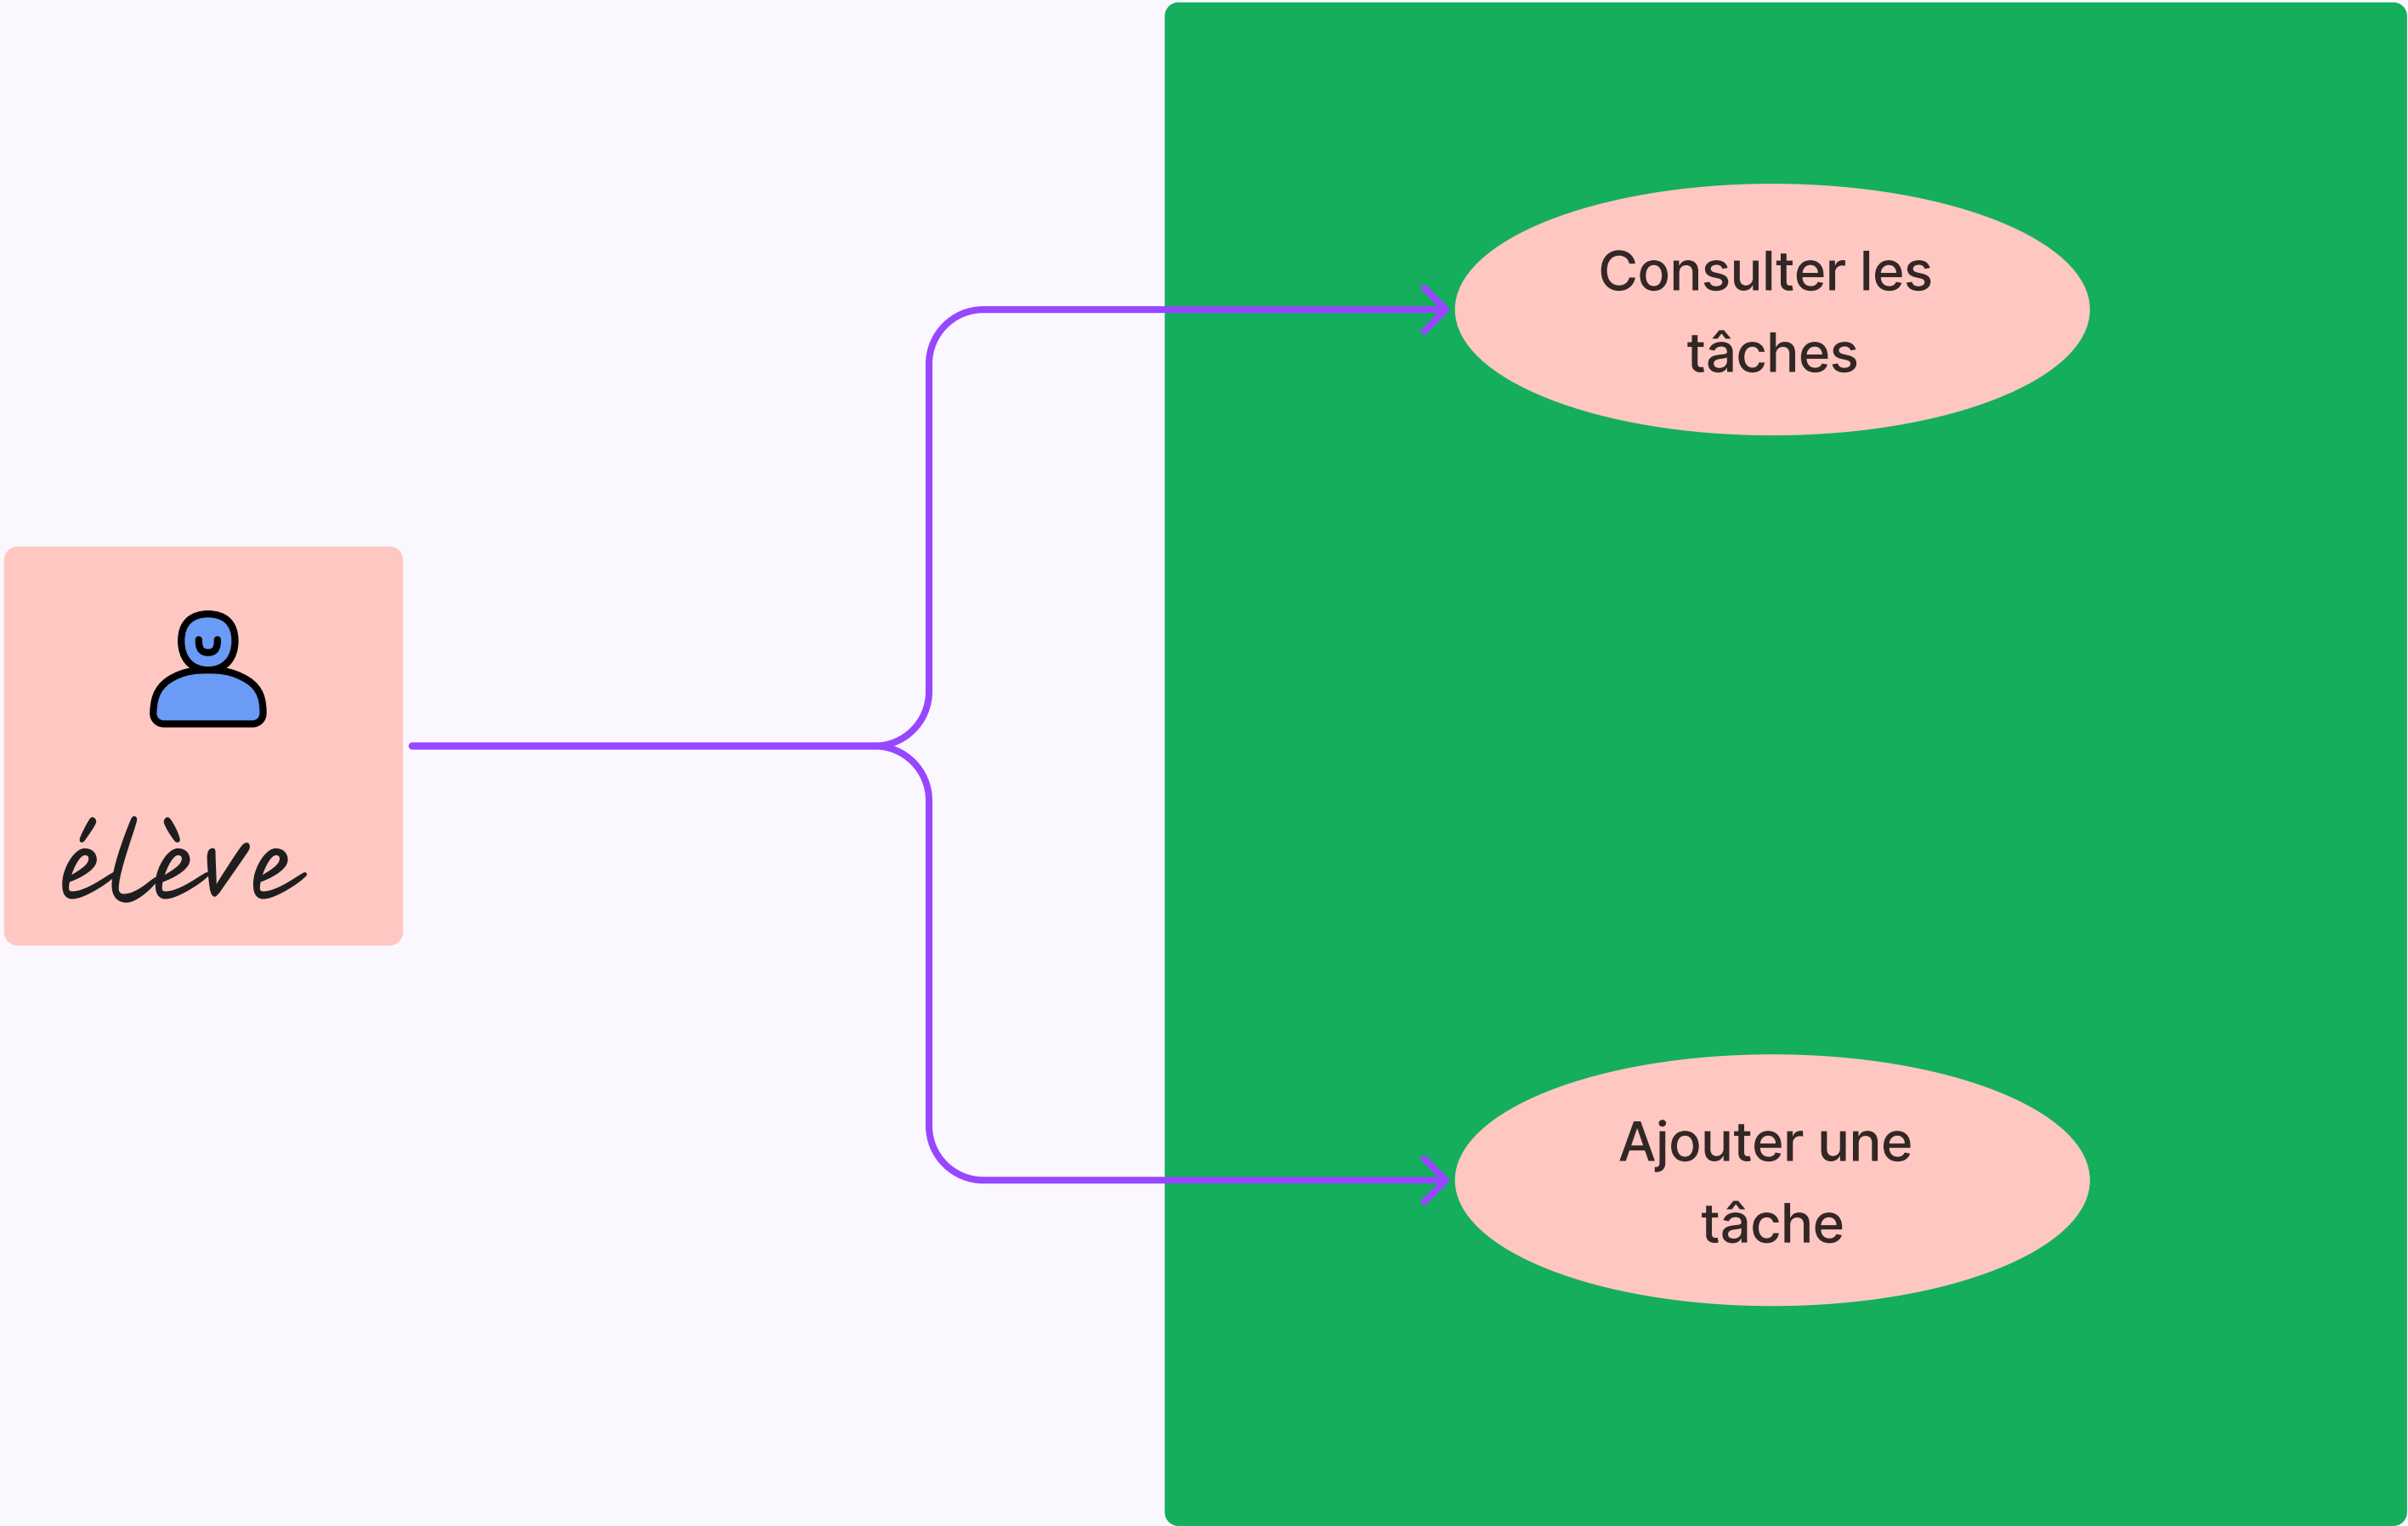 Consulter les
tâches
élève
Ajouter une
tâche